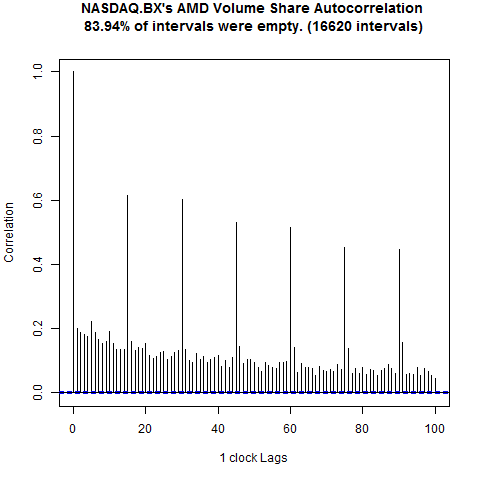 NASDAQ.BX's AMD Volume Share Autocorrelation
83.94% of intervals were empty. (16620 intervals)
Correlation
1.0
0.8
0.6
0.4
0.2
0.0
0 20 40 60 80 100
1 clock Lags